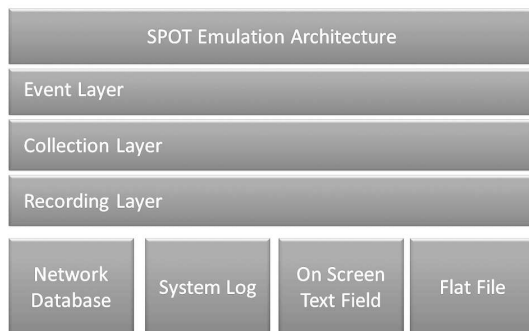 SPOT Emulation Architecture
Event Layer
Collection Layer
Recording Layer
Network
Database
System Log
On Screen
Text Field
Flat File